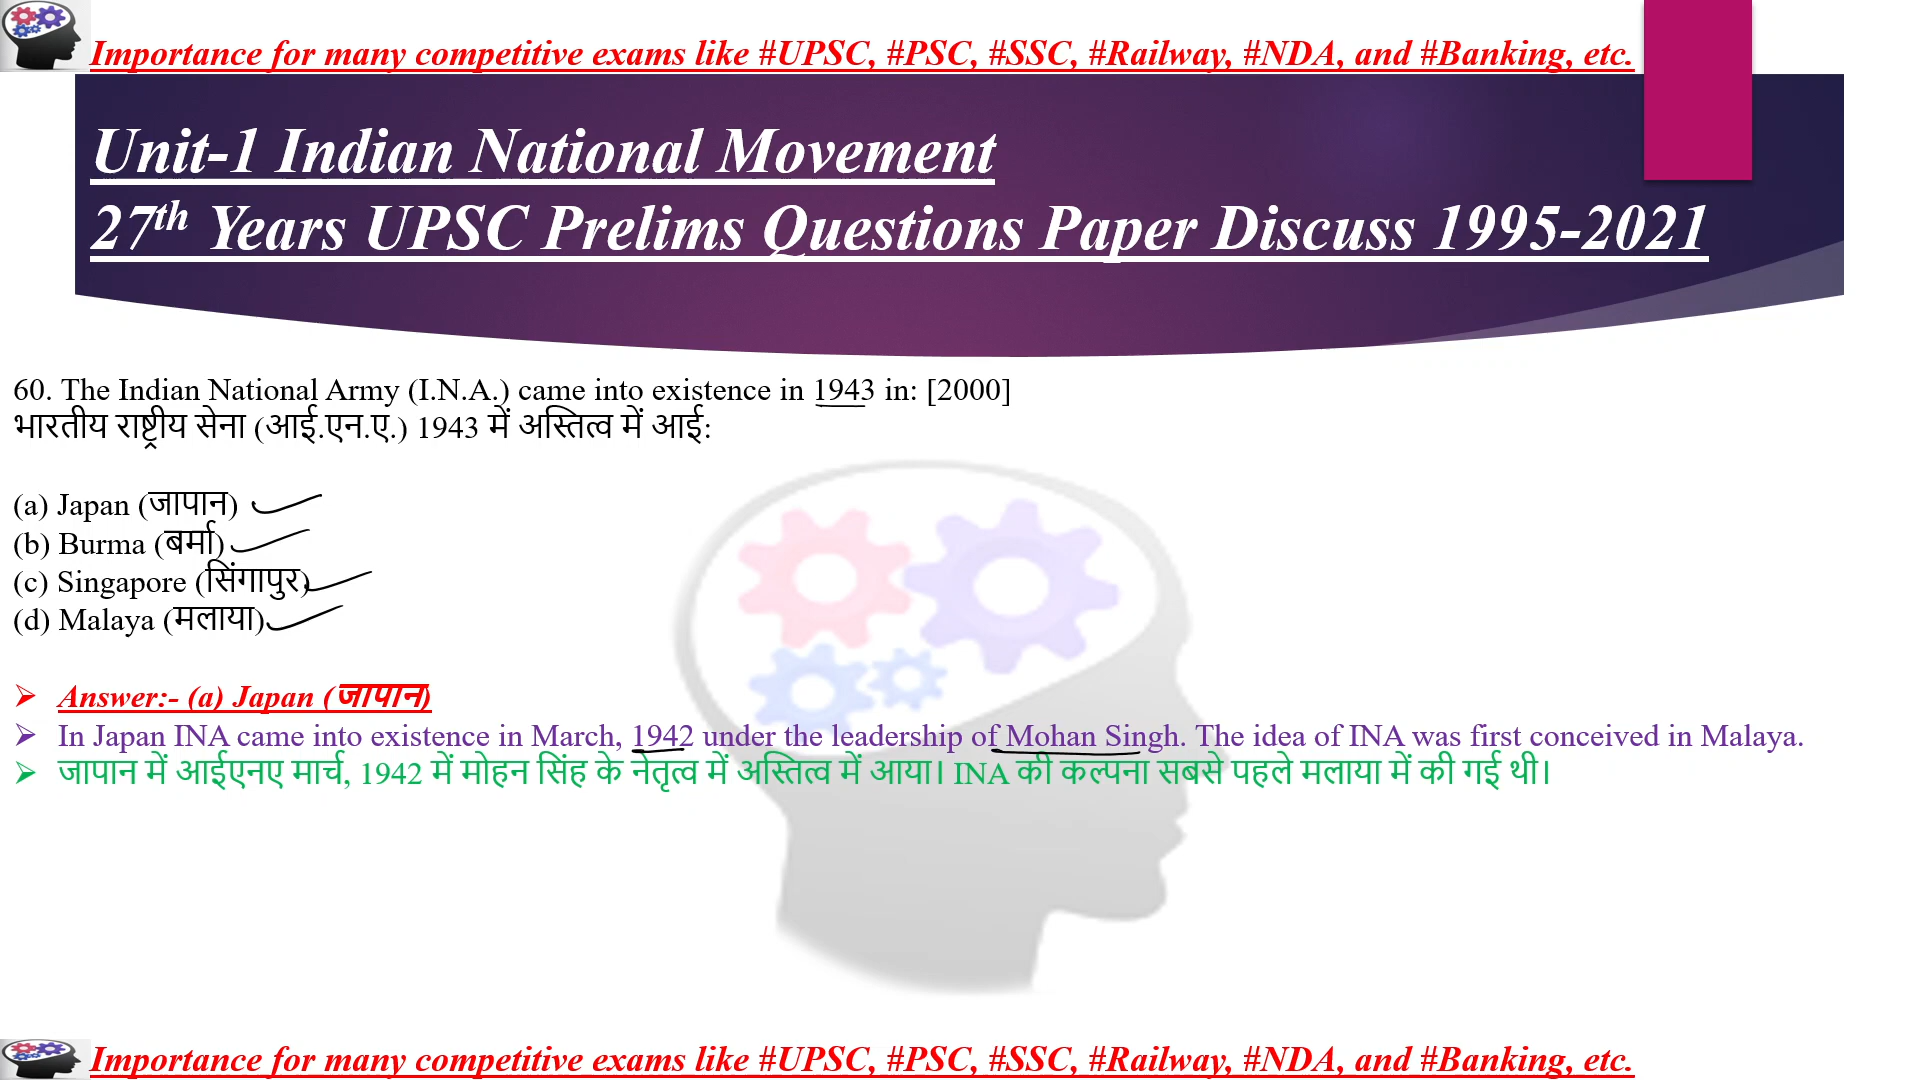 Importance for many competitive exams like #UPSC, #PSC, #SSC, #Railway, #NDA, and #Banking, etc.
Unit-1 Indian National Movement
27th Years UPSC Prelims Questions Paper Discuss 1995-2021
60. The Indian National Army (I.N.A.) came into existence in 1943 in: [2000]
भारतीय राष्ट्रीय सेना (आई.एन.ए.) 1943 में अस्तित्व में आई:
(a) Japan (जापान)
(b) Burma (बर्मा)
(c) Singapore (सिंगापुर)
(d) Malaya (मलाया)
Answer:- (a) Japan (जापान)
In Japan INA came into existence in March, 1942 under the leadership of Mohan Singh. The idea of INA was first conceived in Malaya.
जापान में आईएनए मार्च, 1942 में मोहन सिंह के नेतृत्व में अस्तित्व में आया। INA की कल्पना सबसे पहले मलाया में की गई थी।
Importance for many competitive exams like #UPSC, #PSC, #SSC, #Railway, #NDA, and #Banking, etc.